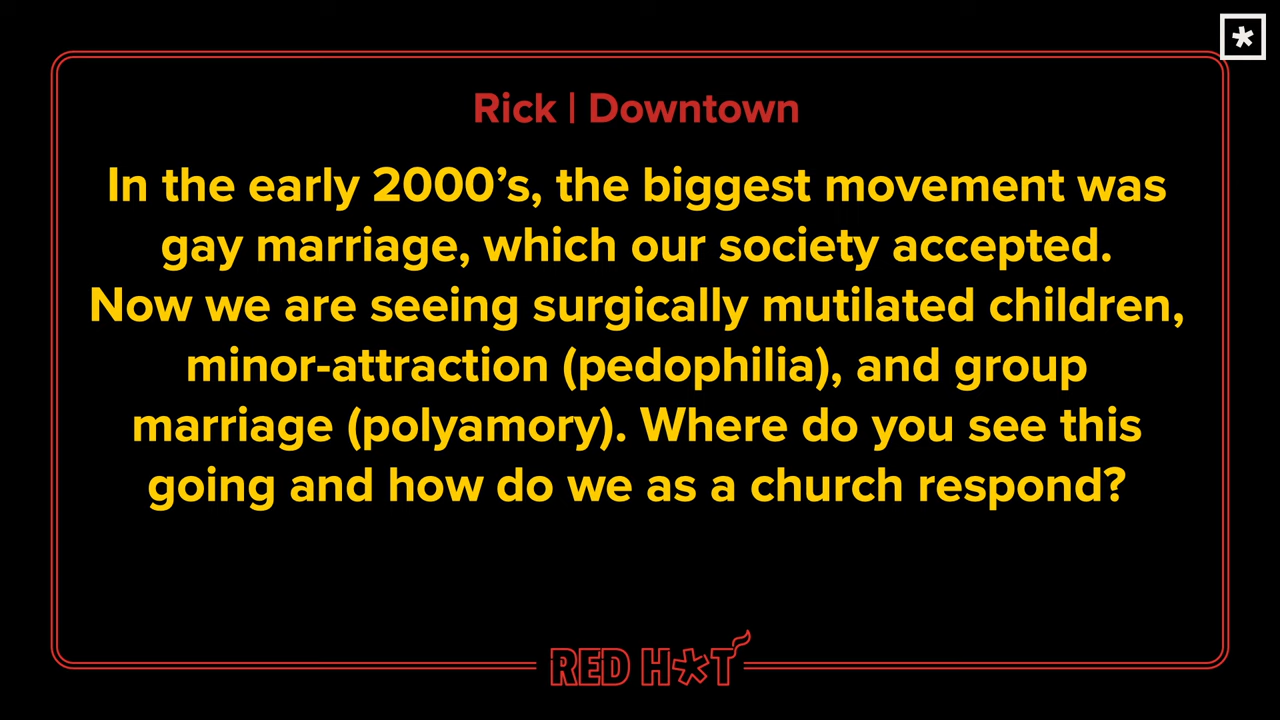 Rick | Downtown
In the early 2000’s, the biggest movement was
gay marriage, which our society accepted.
Now we are seeing surgically mutilated children,
minor-attraction (pedophilia), and group
marriage (polyamory). Where do you see this
going and how do we as a church respond?
RED H*T